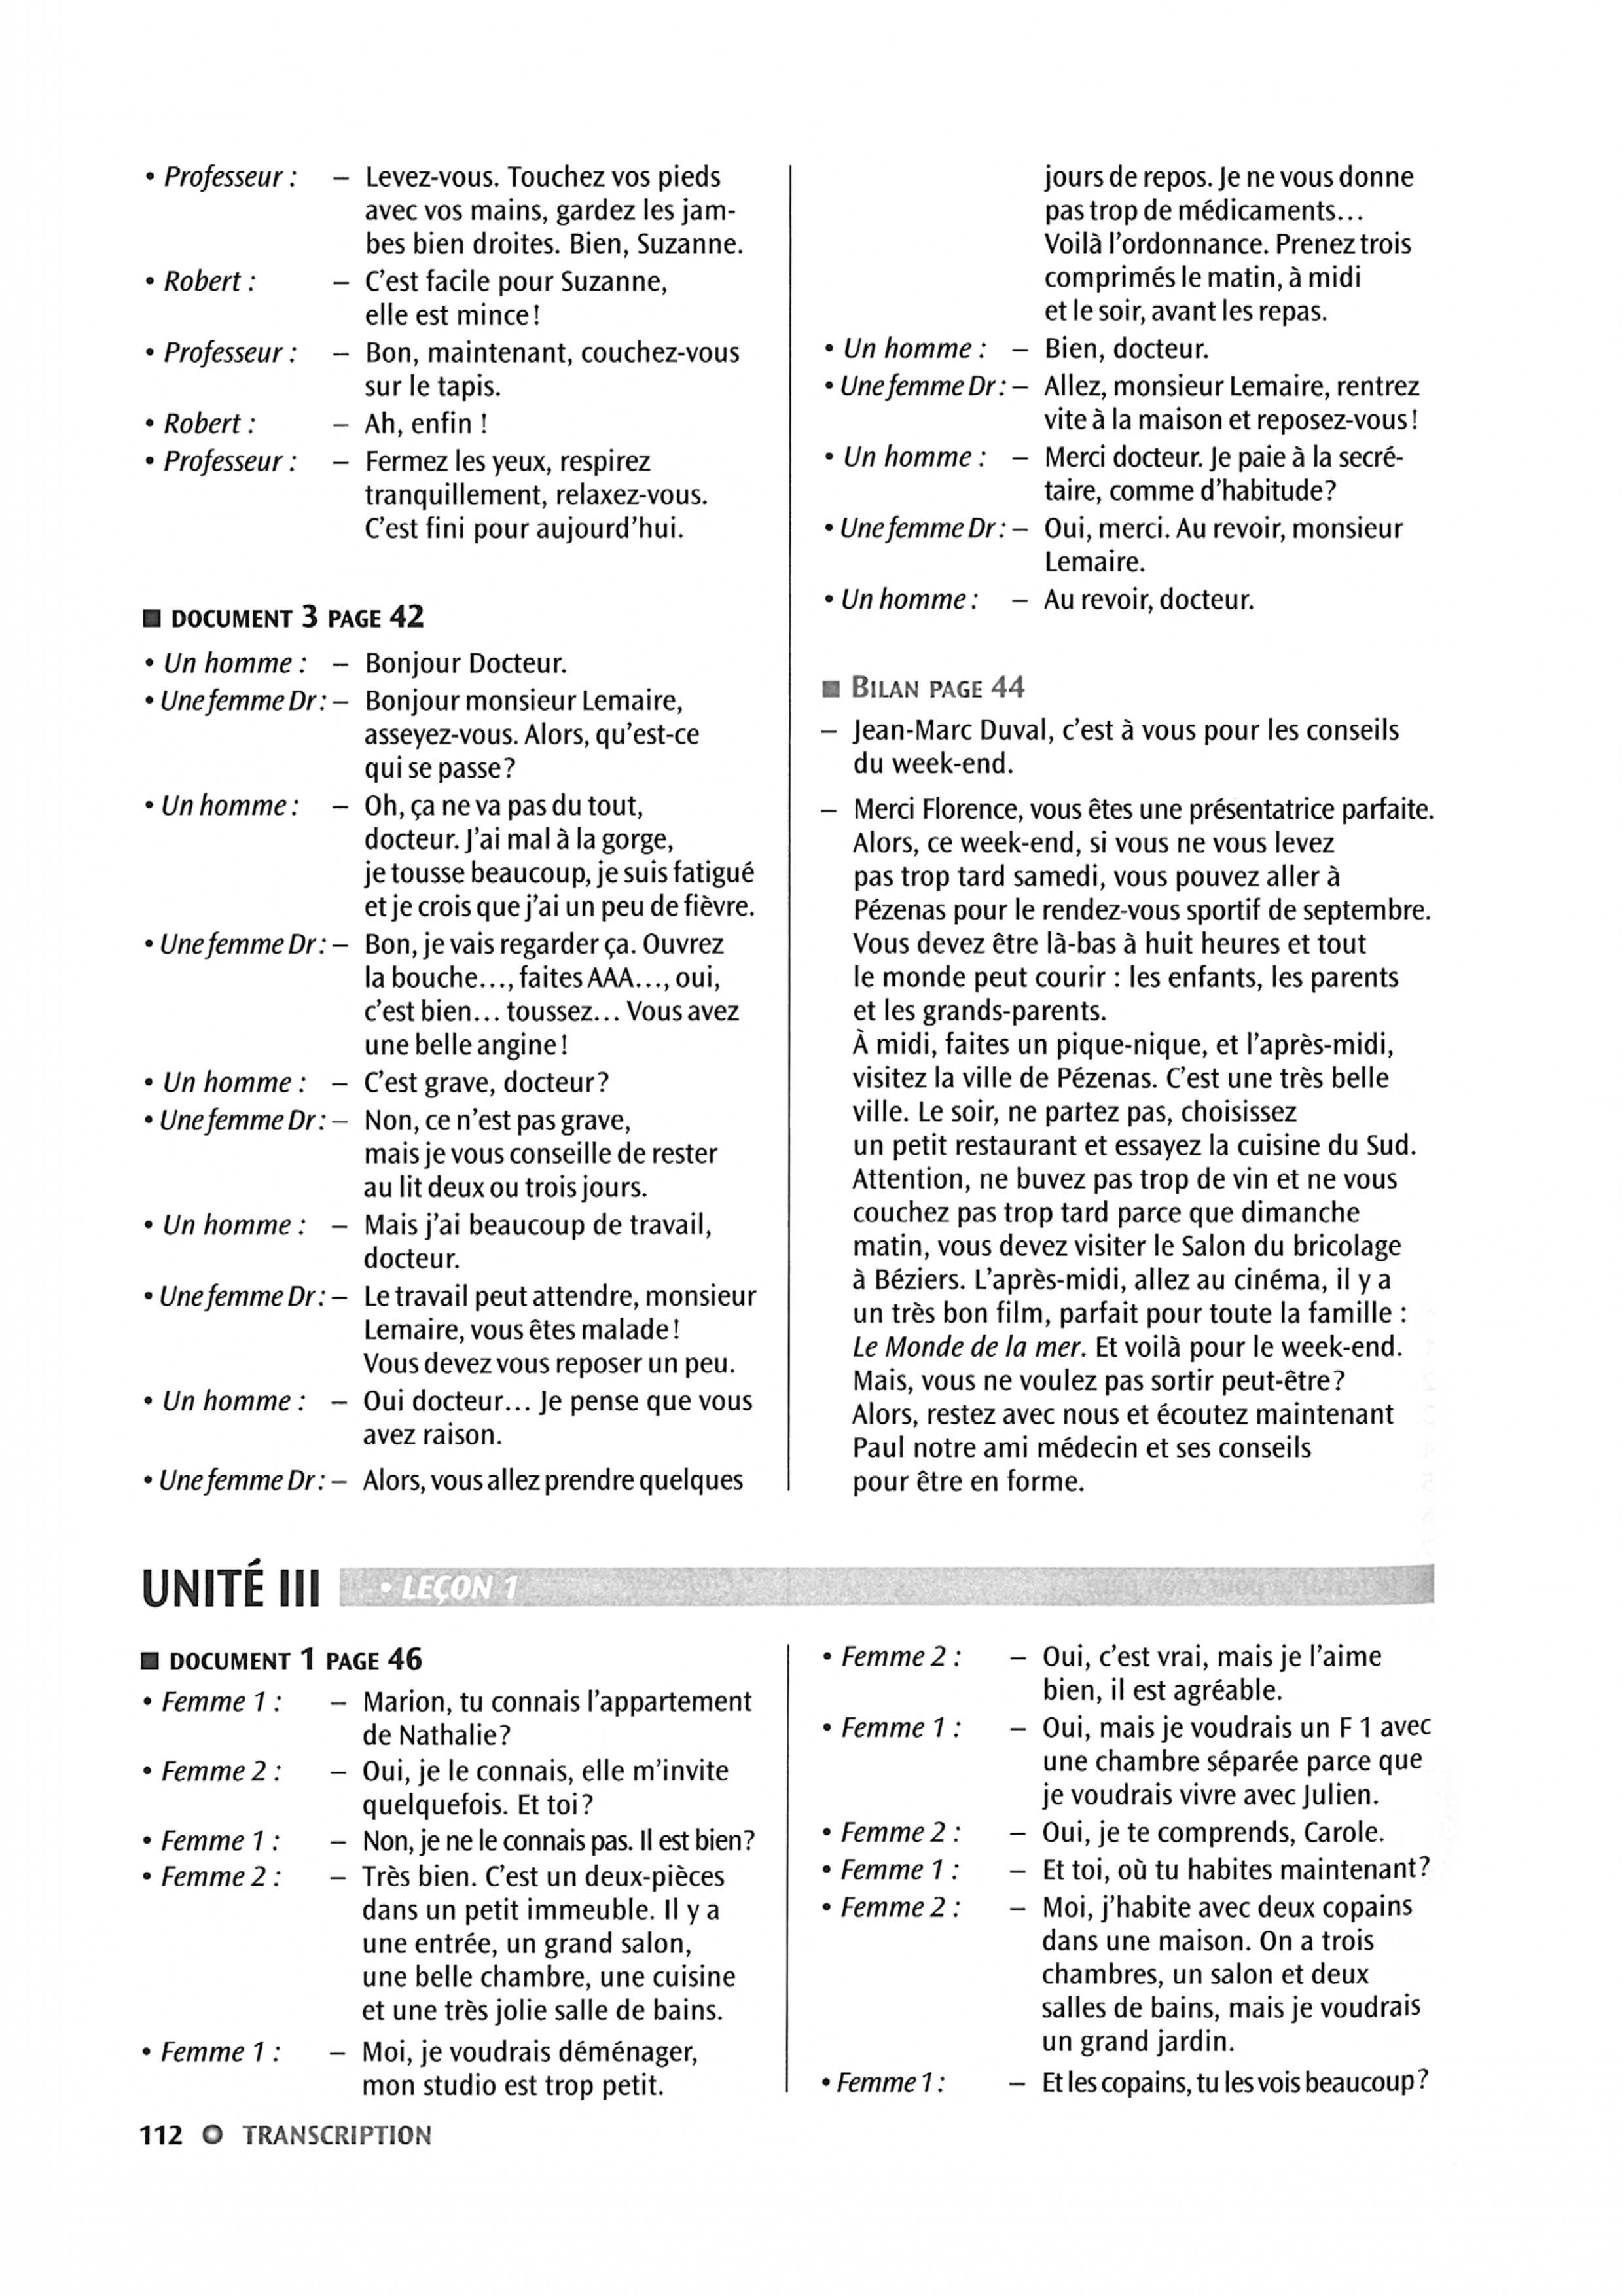 • Professeur : – Levez-vous. Touchez vos pieds
avec vos mains, gardez les jam-
bes bien droites. Bien, Suzanne.
• Robert : – C'est facile pour Suzanne,
elle est mince !
• Professeur : – Bon, maintenant, couchez-vous
sur le tapis.
• Robert : – Ah, enfin !
• Professeur : – Fermez les yeux, respirez
tranquillement, relaxez-vous.
C'est fini pour aujourd'hui.
■ DOCUMENT 3 PAGE 42
• Un homme : – Bonjour Docteur.
• Une femme Dr : – Bonjour monsieur Lemaire,
asseyez-vous. Alors, qu'est-ce
qui se passe ?
• Un homme : – Oh, ça ne va pas du tout,
docteur. J'ai mal à la gorge,
je tousse beaucoup, je suis fatigué
et je crois que j'ai un peu de fièvre.
• Une femme Dr : – Bon, je vais regarder ça. Ouvrez
la bouche..., faites AAA..., oui,
c'est bien... toussez... Vous avez
une belle angine !
• Un homme : – C'est grave, docteur ?
• Une femme Dr : – Non, ce n'est pas grave,
mais je vous conseille de rester
au lit deux ou trois jours.
• Un homme : – Mais j'ai beaucoup de travail,
docteur.
• Une femme Dr : – Le travail peut attendre, monsieur
Lemaire, vous êtes malade !
Vous devez vous reposer un peu.
• Un homme : – Oui docteur... Je pense que vous
avez raison.
• Une femme Dr : – Alors, vous allez prendre quelques
jours de repos. Je ne vous donne
pas trop de médicaments...
Voilà l'ordonnance. Prenez trois
comprimés le matin, à midi
et le soir, avant les repas.
• Un homme : – Bien, docteur.
• Une femme Dr : – Allez, monsieur Lemaire, rentrez
vite à la maison et reposez-vous !
• Un homme : – Merci docteur. Je paie à la secré-
taire, comme d'habitude ?
• Une femme Dr : – Oui, merci. Au revoir, monsieur
Lemaire.
• Un homme : – Au revoir, docteur.
■ BILAN PAGE 44
– Jean-Marc Duval, c'est à vous pour les conseils
du week-end.
– Merci Florence, vous êtes une présentatrice parfaite.
Alors, ce week-end, si vous ne vous levez
pas trop tard samedi, vous pouvez aller à
Pézenas pour le rendez-vous sportif de septembre.
Vous devez être là-bas à huit heures et tout
le monde peut courir : les enfants, les parents
et les grands-parents.
À midi, faites un pique-nique, et l'après-midi,
visitez la ville de Pézenas. C'est une très belle
ville. Le soir, ne partez pas, choisissez
un petit restaurant et essayez la cuisine du Sud.
Attention, ne buvez pas trop de vin et ne vous
couchez pas trop tard parce que dimanche
matin, vous devez visiter le Salon du bricolage
à Béziers. L'après-midi, allez au cinéma, il y a
un très bon film, parfait pour toute la famille :
Le Monde de la mer. Et voilà pour le week-end.
Mais, vous ne voulez pas sortir peut-être ?
Alors, restez avec nous et écoutez maintenant
Paul notre ami médecin et ses conseils
pour être en forme.
UNITÉ III • LEÇON 1
■ DOCUMENT 1 PAGE 46
• Femme 1 : – Marion, tu connais l'appartement
de Nathalie ?
• Femme 2 : – Oui, je le connais, elle m'invite
quelquefois. Et toi ?
• Femme 1 : – Non, je ne le connais pas. Il est bien ?
• Femme 2 : – Très bien. C'est un deux-pièces
dans un petit immeuble. Il y a
une entrée, un grand salon,
une belle chambre, une cuisine
et une très jolie salle de bains.
• Femme 1 : – Moi, je voudrais déménager,
mon studio est trop petit.
• Femme 2 : – Oui, c'est vrai, mais je l'aime
bien, il est agréable.
• Femme 1 : – Oui, mais je voudrais un F 1 avec
une chambre séparée parce que
je voudrais vivre avec Julien.
• Femme 2 : – Oui, je te comprends, Carole.
• Femme 1 : – Et toi, où tu habites maintenant ?
• Femme 2 : – Moi, j'habite avec deux copains
dans une maison. On a trois
chambres, un salon et deux
salles de bains, mais je voudrais
un grand jardin.
• Femme 1 : – Et les copains, tu les vois beaucoup ?
112 TRANSCRIPTION